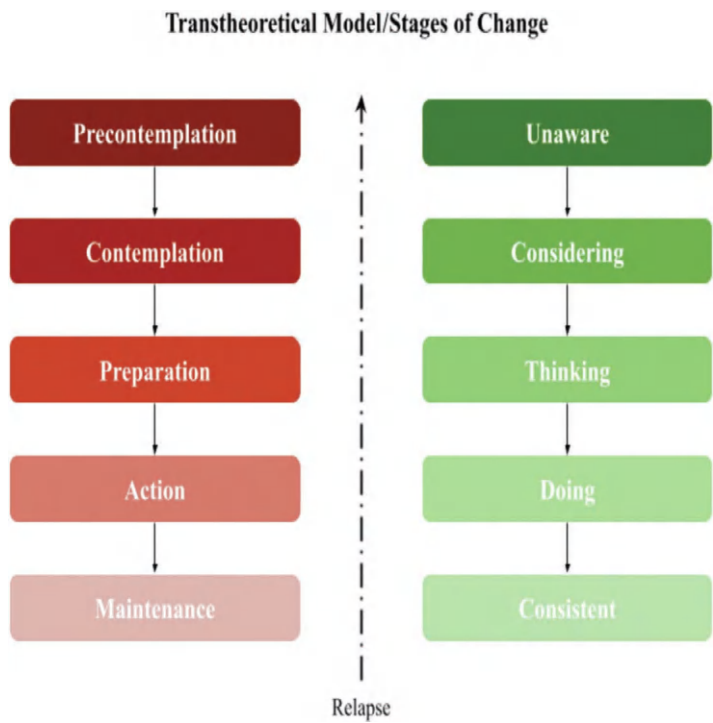 Transtheoretical Model/Stages of Change
Precontemplation
Unaware
Contemplation
Considering
Preparation
Thinking
Action
Doing
Maintenance
Consistent
Relapse